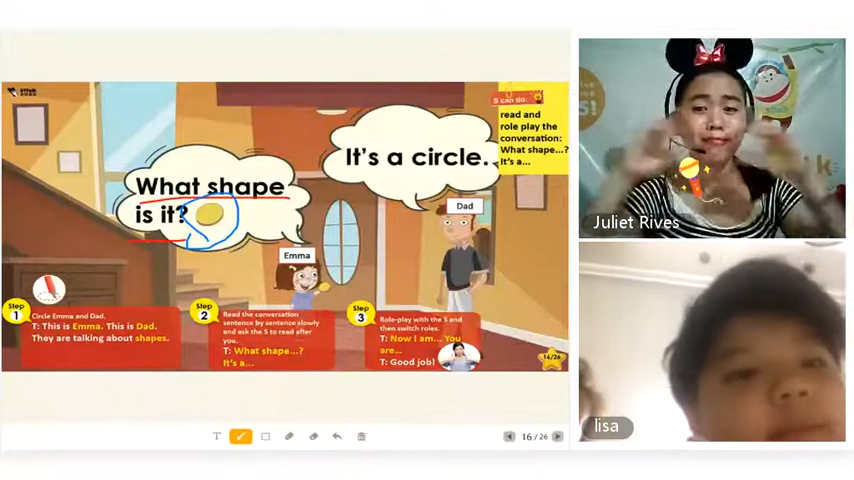 S can do:
read and
role play the
conversation:
What shape...?
It's a...
It's a circle.
What shape
is it?
Dad
Emma
Juliet Rives
Step
1
Circle Emma and Dad.
T: This is Emma. This is Dad.
They are talking about shapes.
Step
2
Read the conversation
sentence by sentence slowly
and ask the S to read after
you.
T: What shape...?
It's a...
Step
3
Role-play with the S and
then switch roles.
T: Now I am... You
are...
T: Good job!
16/26
lisa
T
16 / 26